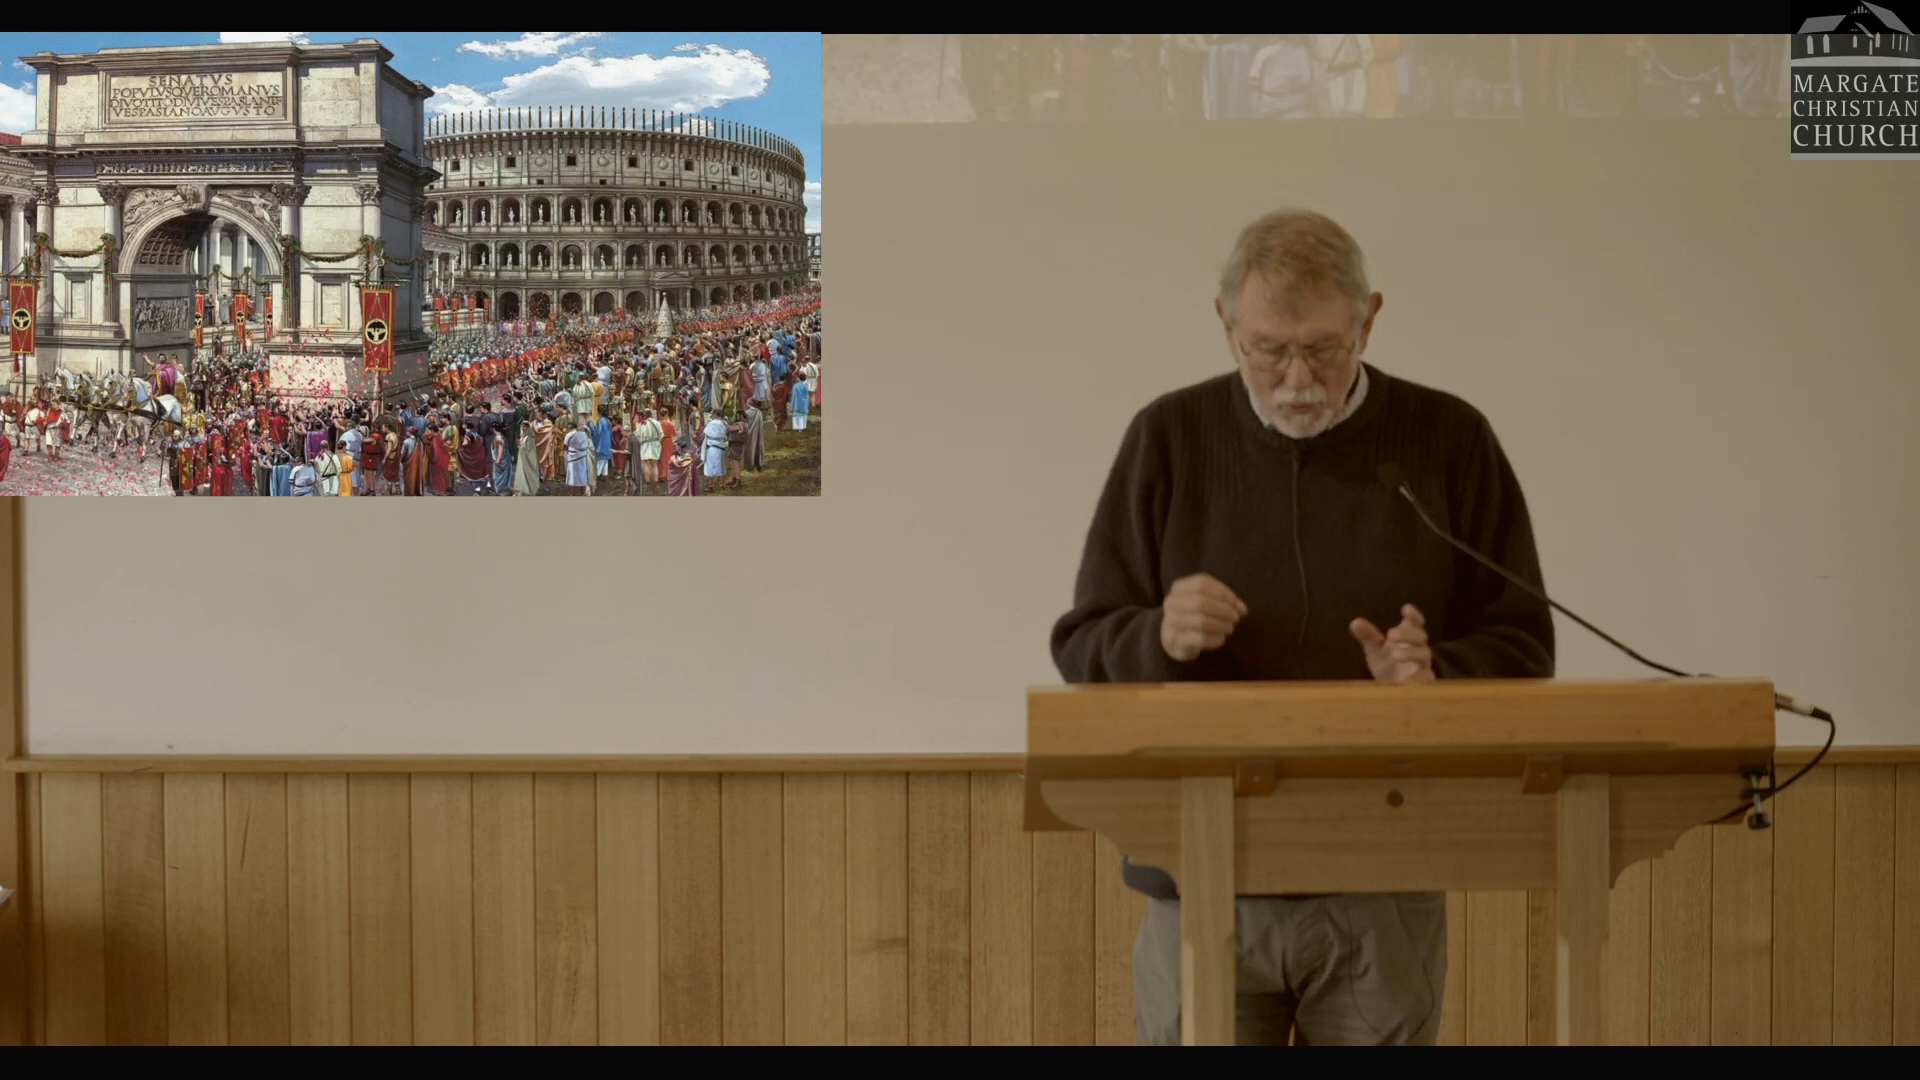 SENATVS
POPVLVSQVEROMANVS
DIVOTITODIVIVESPASIANIF
VESPASIANOAVGVSTO
MARGATE
CHRISTIAN
CHURCH